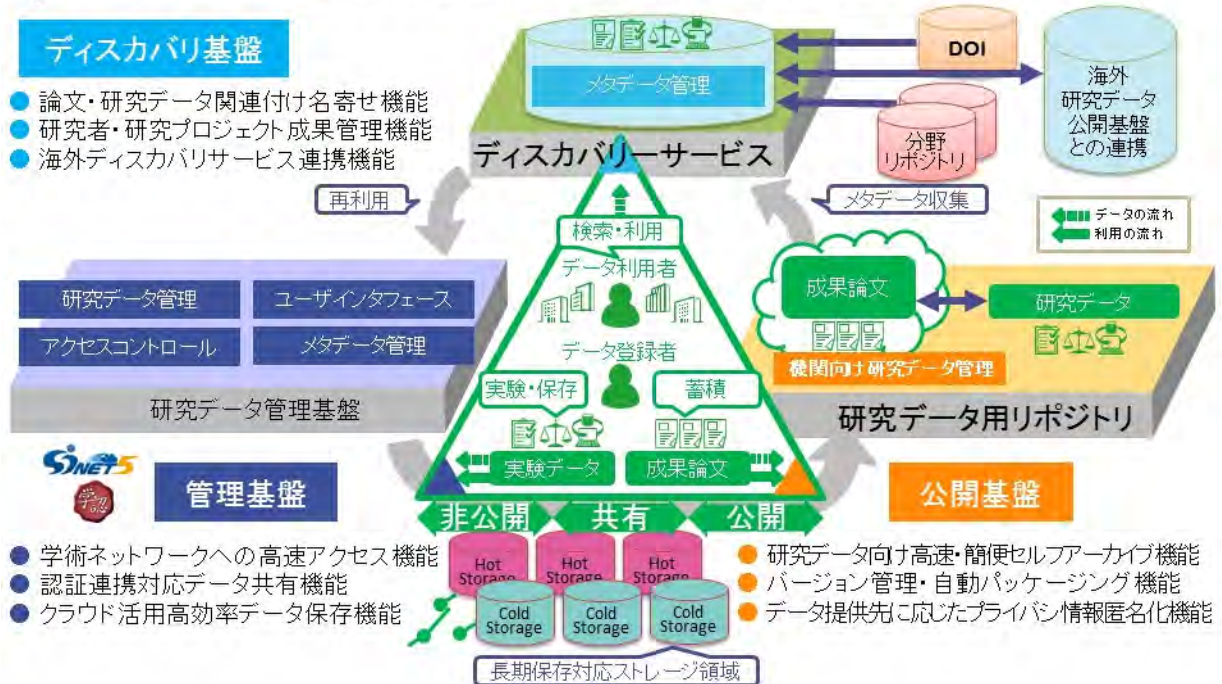 ディスカバリ基盤
● 論文・研究データ関連付け名寄せ機能
● 研究者・研究プロジェクト成果管理機能
● 海外ディスカバリサービス連携機能
メタデータ管理
ディスカバリーサービス
DOI
分野
リポジトリ
海外
研究データ
公開基盤
との連携
再利用
メタデータ収集
データの流れ
利用の流れ
検索・利用
データ利用者
データ登録者
実験・保存
蓄積
実験データ
成果論文
研究データ管理
ユーザインタフェース
アクセスコントロール
メタデータ管理
研究データ管理基盤
成果論文
研究データ
機関向け研究データ管理
研究データ用リポジトリ
SINET5
学認
管理基盤
● 学術ネットワークへの高速アクセス機能
● 認証連携対応データ共有機能
● クラウド活用高効率データ保存機能
非公開
共有
公開
Hot
Storage
Hot
Storage
Hot
Storage
Cold
Storage
Cold
Storage
Cold
Storage
長期保存対応ストレージ領域
公開基盤
● 研究データ向け高速・簡便セルフアーカイブ機能
● バージョン管理・自動パッケージング機能
● データ提供先に応じたプライバシ情報匿名化機能